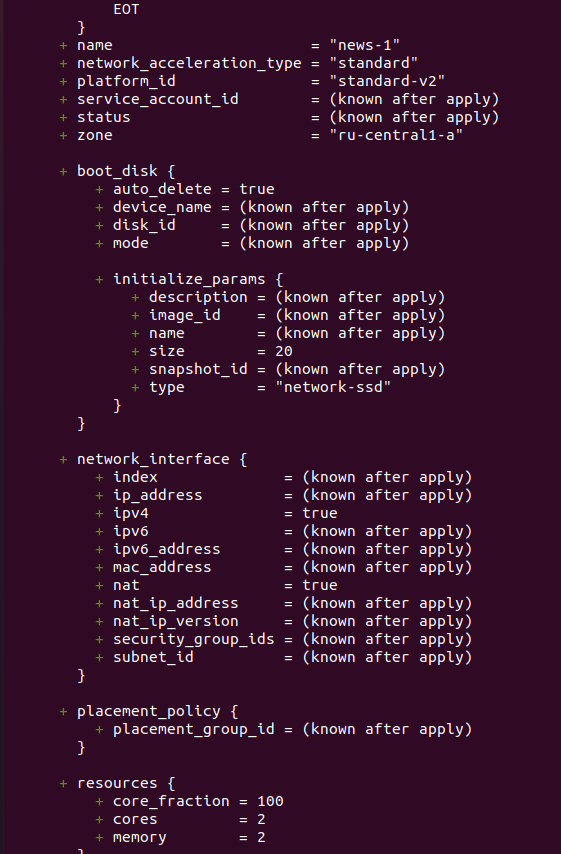 EOT
        }
      + name                      = "news-1"
      + network_acceleration_type = "standard"
      + platform_id               = "standard-v2"
      + service_account_id        = (known after apply)
      + status                    = (known after apply)
      + zone                      = "ru-central1-a"

      + boot_disk {
          + auto_delete = true
          + device_name = (known after apply)
          + disk_id     = (known after apply)
          + mode        = (known after apply)

          + initialize_params {
              + description = (known after apply)
              + image_id    = (known after apply)
              + name        = (known after apply)
              + size        = 20
              + snapshot_id = (known after apply)
              + type        = "network-ssd"
            }
        }

      + network_interface {
          + index              = (known after apply)
          + ip_address         = (known after apply)
          + ipv4               = true
          + ipv6               = (known after apply)
          + ipv6_address       = (known after apply)
          + mac_address        = (known after apply)
          + nat                = true
          + nat_ip_address     = (known after apply)
          + nat_ip_version     = (known after apply)
          + security_group_ids = (known after apply)
          + subnet_id          = (known after apply)
        }

      + placement_policy {
          + placement_group_id = (known after apply)
        }

      + resources {
          + core_fraction = 100
          + cores         = 2
          + memory        = 2
        }